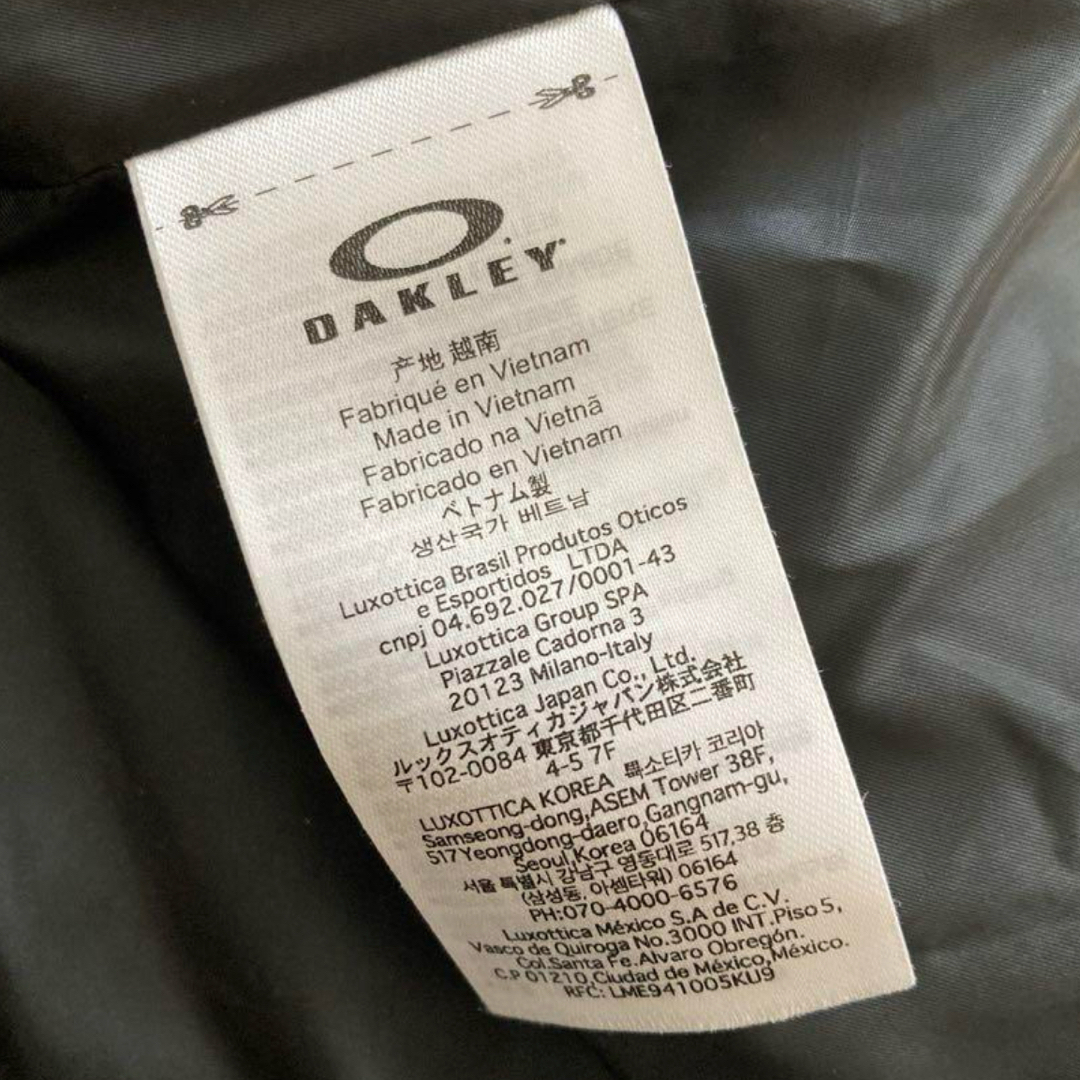 OAKLEY
产地 越南
Fabriqué en Vietnam
Made in Vietnam
Fabricado na Vietnã
Fabricado en Vietnam
ベトナム製
생산국가 베트남
Luxottica Brasil Produtos Oticos
e Esportidos LTDA
cnpj 04.692.027/0001-43
Luxottica Group SPA
Piazzale Cadorna 3
20123 Milano-Italy
Luxottica Japan Co., Ltd.
ルックスオティカジャパン株式会社
〒102-0084 東京都千代田区二番町
4-5 7F
LUXOTTICA KOREA 룩소티카 코리아
Samseong-dong,ASEM Tower 38F,
517Yeongdong-daero,Gangnam-gu,
Seoul,Korea 06164
서울 특별시 강남구 영동대로 517,38 층
(삼성동, 아셈타워) 06164
PH:070-4000-6576
Luxottica México S.A de C.V.
Vasco de Quiroga No.3000 INT.Piso 5,
Col.Santa Fe.Alvaro Obregón.
C.P 01210,Ciudad de México,México.
RFC: LME941005KU9